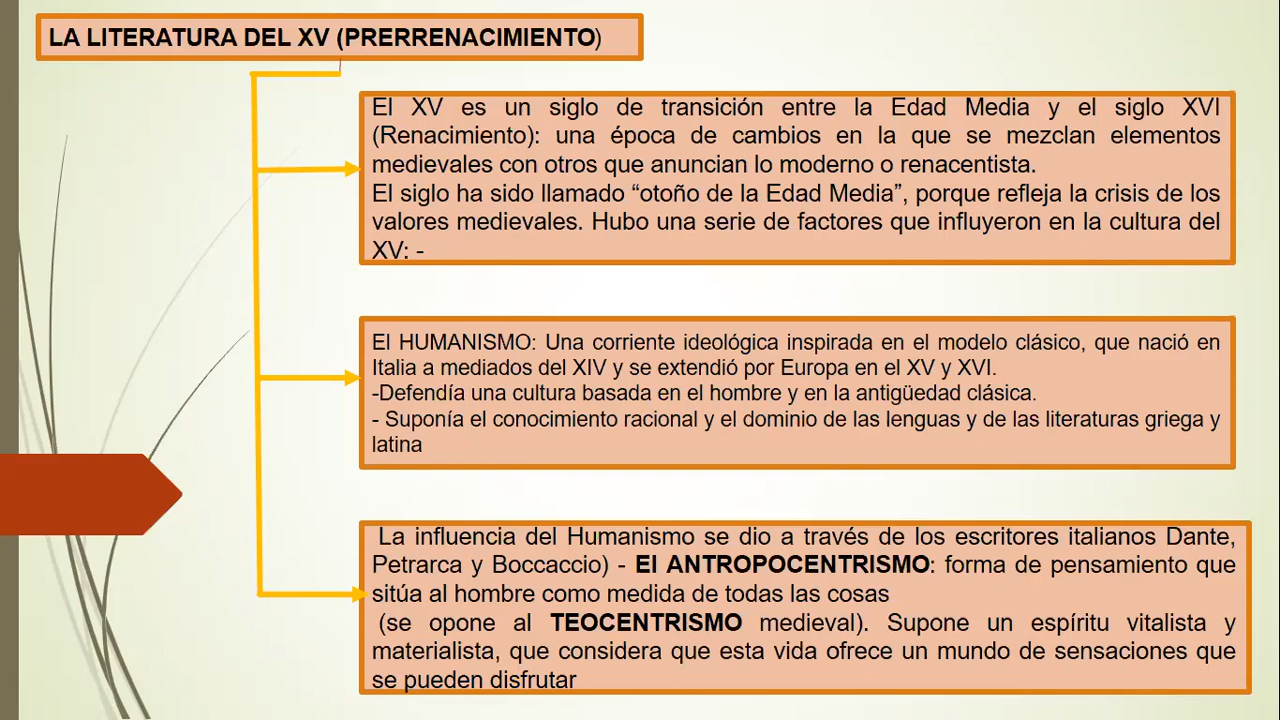 LA LITERATURA DEL XV (PRERRENACIMIENTO)
El XV es un siglo de transición entre la Edad Media y el siglo XVI
(Renacimiento): una época de cambios en la que se mezclan elementos
medievales con otros que anuncian lo moderno o renacentista.
El siglo ha sido llamado “otoño de la Edad Media”, porque refleja la crisis de los
valores medievales. Hubo una serie de factores que influyeron en la cultura del
XV: -
El HUMANISMO: Una corriente ideológica inspirada en el modelo clásico, que nació en
Italia a mediados del XIV y se extendió por Europa en el XV y XVI.
-Defendía una cultura basada en el hombre y en la antigüedad clásica.
- Suponía el conocimiento racional y el dominio de las lenguas y de las literaturas griega y
latina
La influencia del Humanismo se dio a través de los escritores italianos Dante,
Petrarca y Boccaccio) - El ANTROPOCENTRISMO: forma de pensamiento que
sitúa al hombre como medida de todas las cosas
(se opone al TEOCENTRISMO medieval). Supone un espíritu vitalista y
materialista, que considera que esta vida ofrece un mundo de sensaciones que
se pueden disfrutar